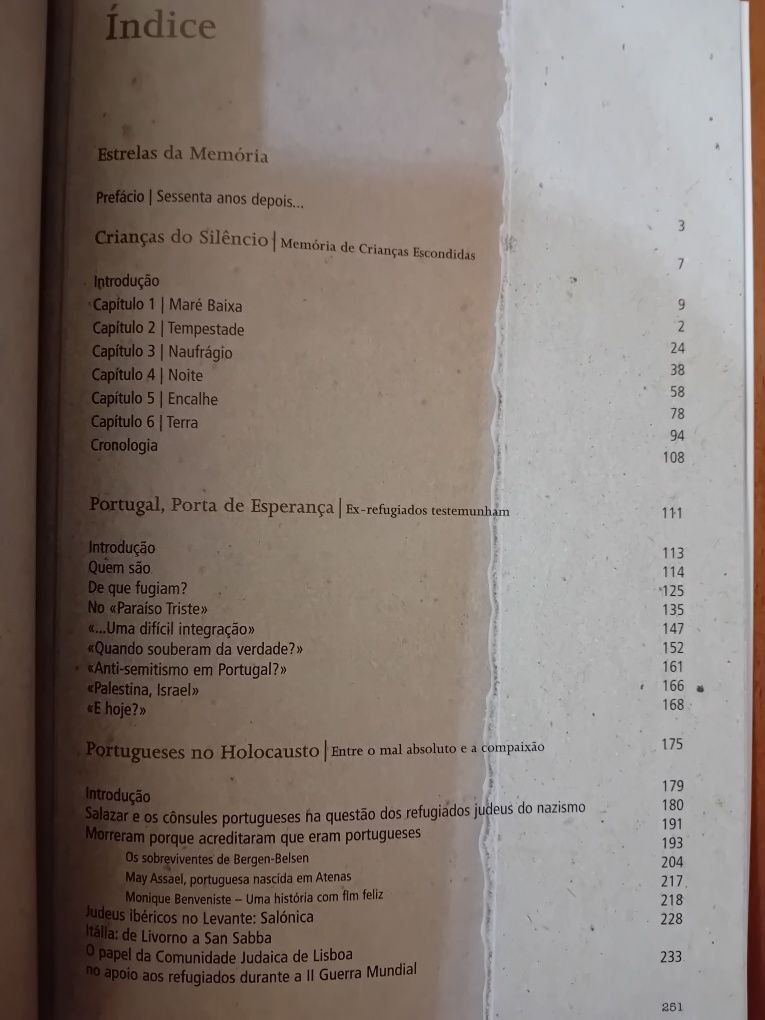 Índice
Estrelas da Memória
Prefácio | Sessenta anos depois... 3
Crianças do Silêncio | Memória de Crianças Escondidas 7
Introdução 9
Capítulo 1 | Maré Baixa 2
Capítulo 2 | Tempestade 24
Capítulo 3 | Naufrágio 38
Capítulo 4 | Noite 58
Capítulo 5 | Encalhe 78
Capítulo 6 | Terra 94
Cronologia 108
Portugal, Porta de Esperança | Ex-refugiados testemunham 111
Introdução 113
Quem são 114
De que fugiam? 125
No «Paraíso Triste» 135
«...Uma difícil integração» 147
«Quando souberam da verdade?» 152
«Anti-semitismo em Portugal?» 161
«Palestina, Israel» 166
«E hoje?» 168
Portugueses no Holocausto | Entre o mal absoluto e a compaixão 175
Introdução 179
Salazar e os cônsules portugueses na questão dos refugiados judeus do nazismo 180
Morreram porque acreditaram que eram portugueses 191
Os sobreviventes de Bergen-Belsen 193
May Assael, portuguesa nascida em Atenas 204
Monique Benveniste – Uma história com fim feliz 217
Judeus ibéricos no Levante: Salónica 218
Itália: de Livorno a San Sabba 228
O papel da Comunidade Judaica de Lisboa
no apoio aos refugiados durante a II Guerra Mundial 233
251